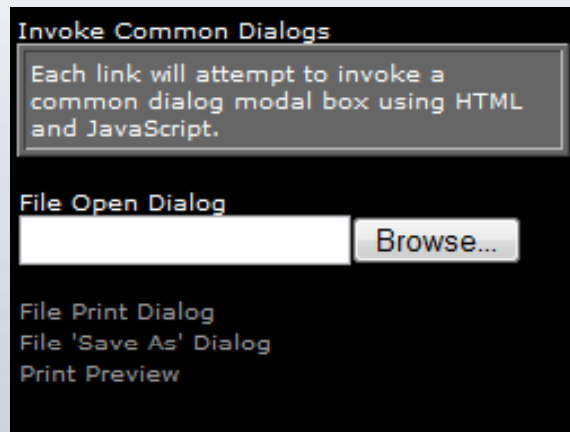 Invoke Common Dialogs
Each link will attempt to invoke a
common dialog modal box using HTML
and JavaScript.
File Open Dialog
Browse...
File Print Dialog
File 'Save As' Dialog
Print Preview